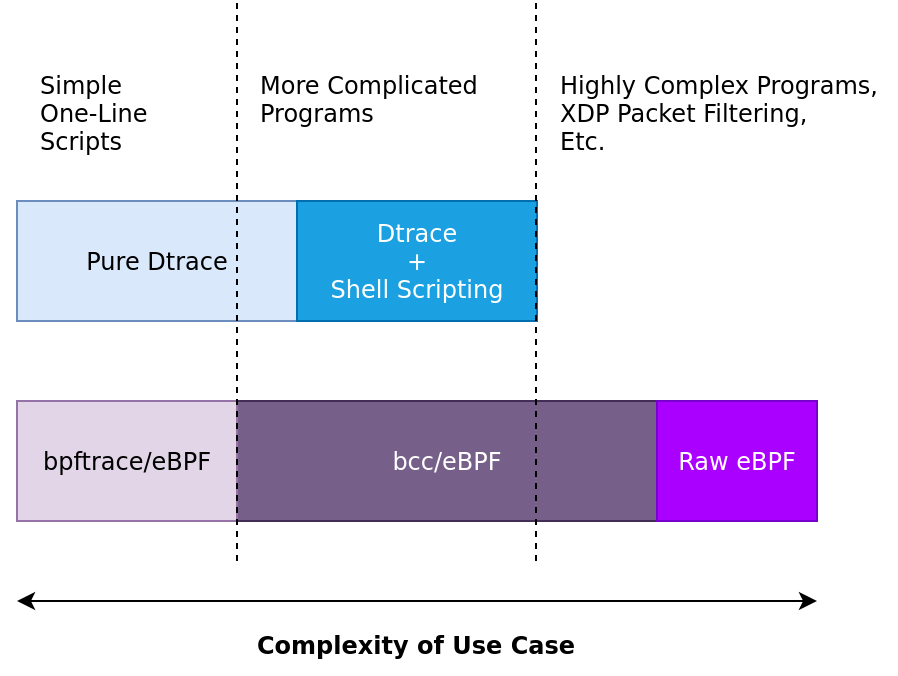 Simple
One-Line
Scripts
More Complicated
Programs
Highly Complex Programs,
XDP Packet Filtering,
Etc.
Pure Dtrace
Dtrace
+
Shell Scripting
bpftrace/eBPF
bcc/eBPF
Raw eBPF
Complexity of Use Case